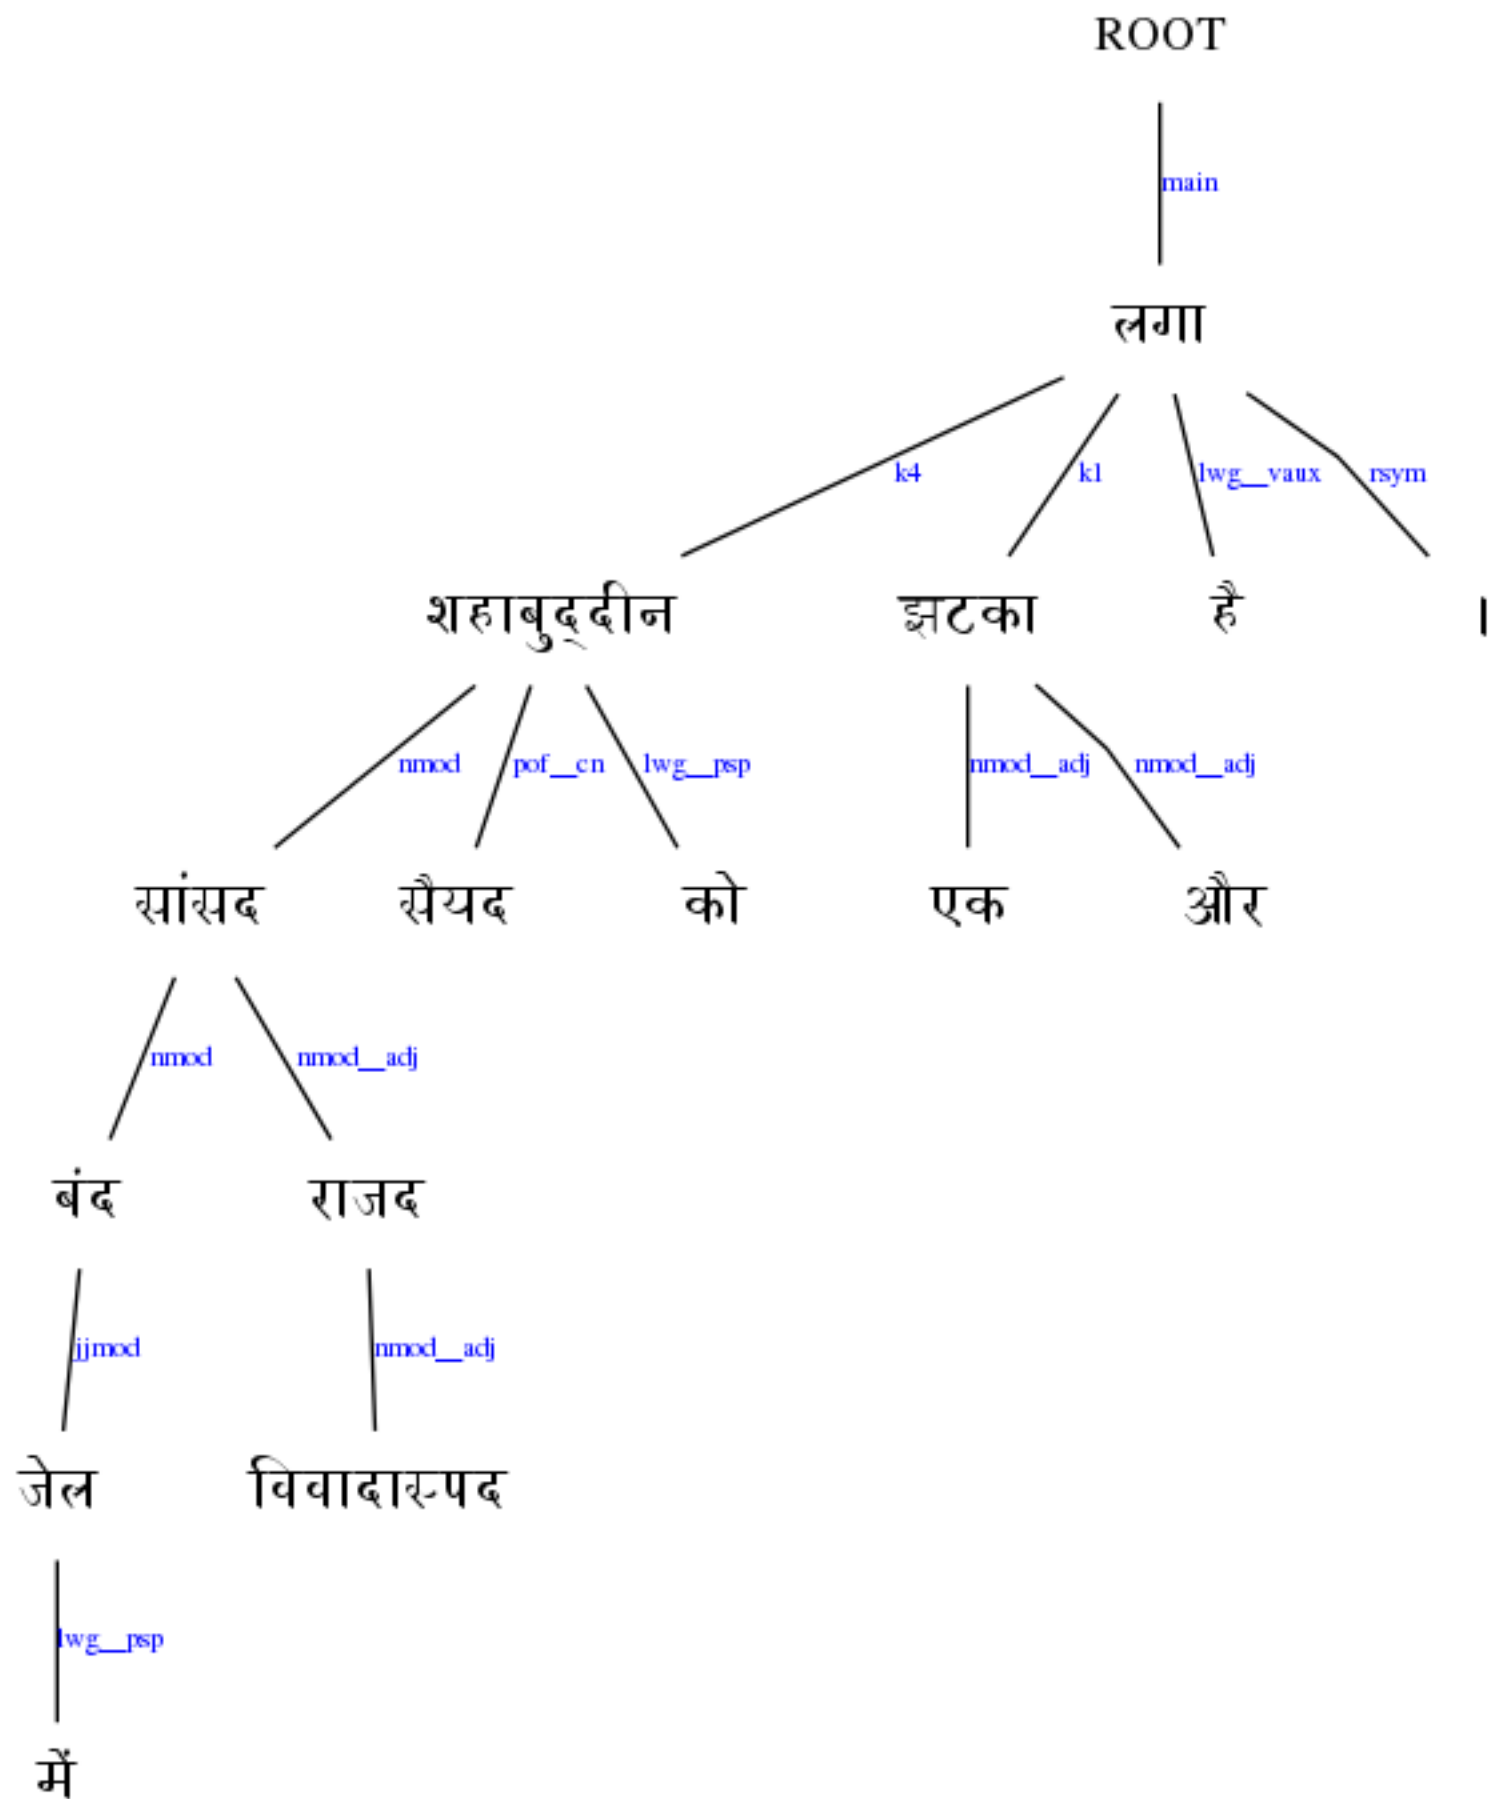 ROOT
main
लगा
k4 k1 lwg__vaux rsym
शहाबुद्दीन झटका है ।
nmod pof__cn lwg__psp nmod__adj nmod__adj
सांसद सैयद को एक और
nmod nmod__adj
बंद राजद
jjmod nmod__adj
जेल विवादास्पद
lwg__psp
में